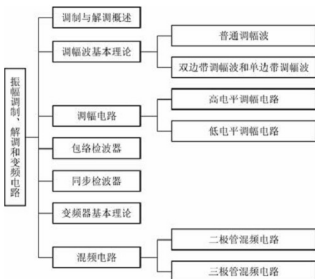 振幅调制、解调和变频电路
调制与解调概述
调幅波基本理论
普通调幅波
双边带调幅波和单边带调幅波
调幅电路
高电平调幅电路
低电平调幅电路
包络检波器
同步检波器
变频器基本理论
混频电路
二极管混频电路
三极管混频电路